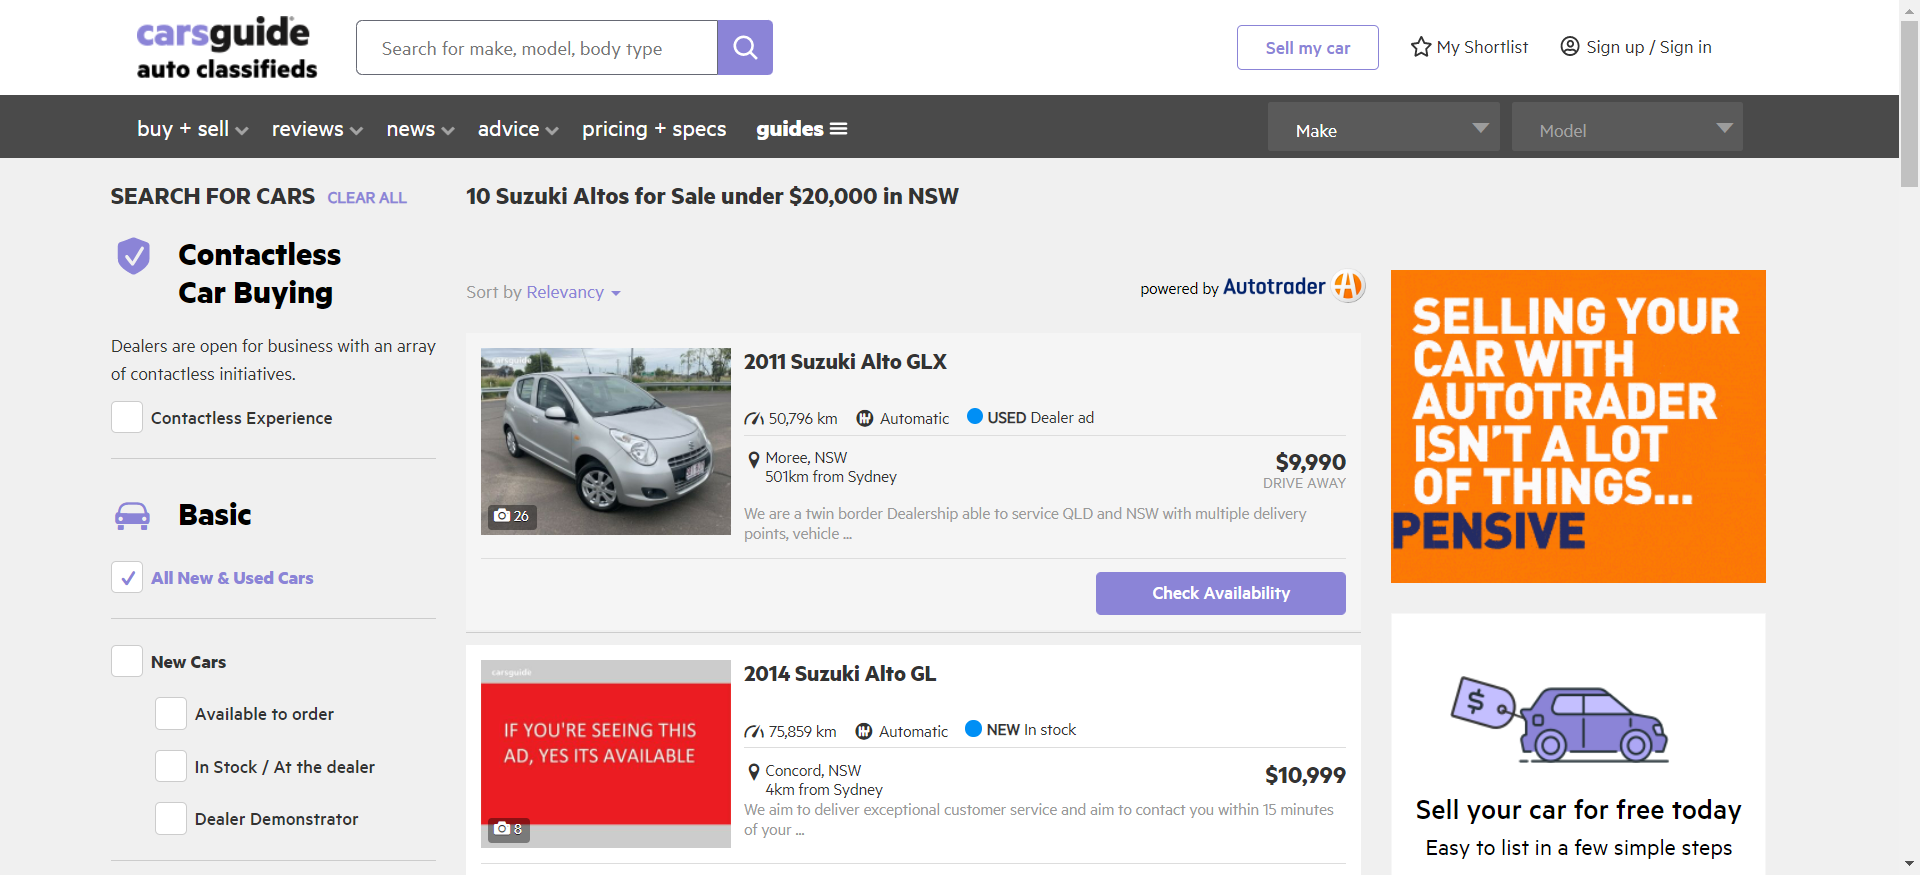 carsguide
auto classifieds
Search for make, model, body type
Sell my car
My Shortlist
Sign up / Sign in
buy + sell
reviews
news
advice
pricing + specs
guides
Make
Model
SEARCH FOR CARS CLEAR ALL
Contactless
Car Buying
Dealers are open for business with an array
of contactless initiatives.
Contactless Experience
Basic
All New & Used Cars
New Cars
Available to order
In Stock / At the dealer
Dealer Demonstrator
10 Suzuki Altos for Sale under $20,000 in NSW
Sort by Relevancy
powered by Autotrader
carsguide
26
2011 Suzuki Alto GLX
50,796 km Automatic USED Dealer ad
Moree, NSW
501km from Sydney
$9,990
DRIVE AWAY
We are a twin border Dealership able to service QLD and NSW with multiple delivery
points, vehicle ...
Check Availability
carsguide
IF YOU'RE SEEING THIS
AD, YES ITS AVAILABLE
8
2014 Suzuki Alto GL
75,859 km Automatic NEW In stock
Concord, NSW
4km from Sydney
$10,999
We aim to deliver exceptional customer service and aim to contact you within 15 minutes
of your ...
SELLING YOUR
CAR WITH
AUTOTRADER
ISN'T A LOT
OF THINGS...
PENSIVE
$
Sell your car for free today
Easy to list in a few simple steps